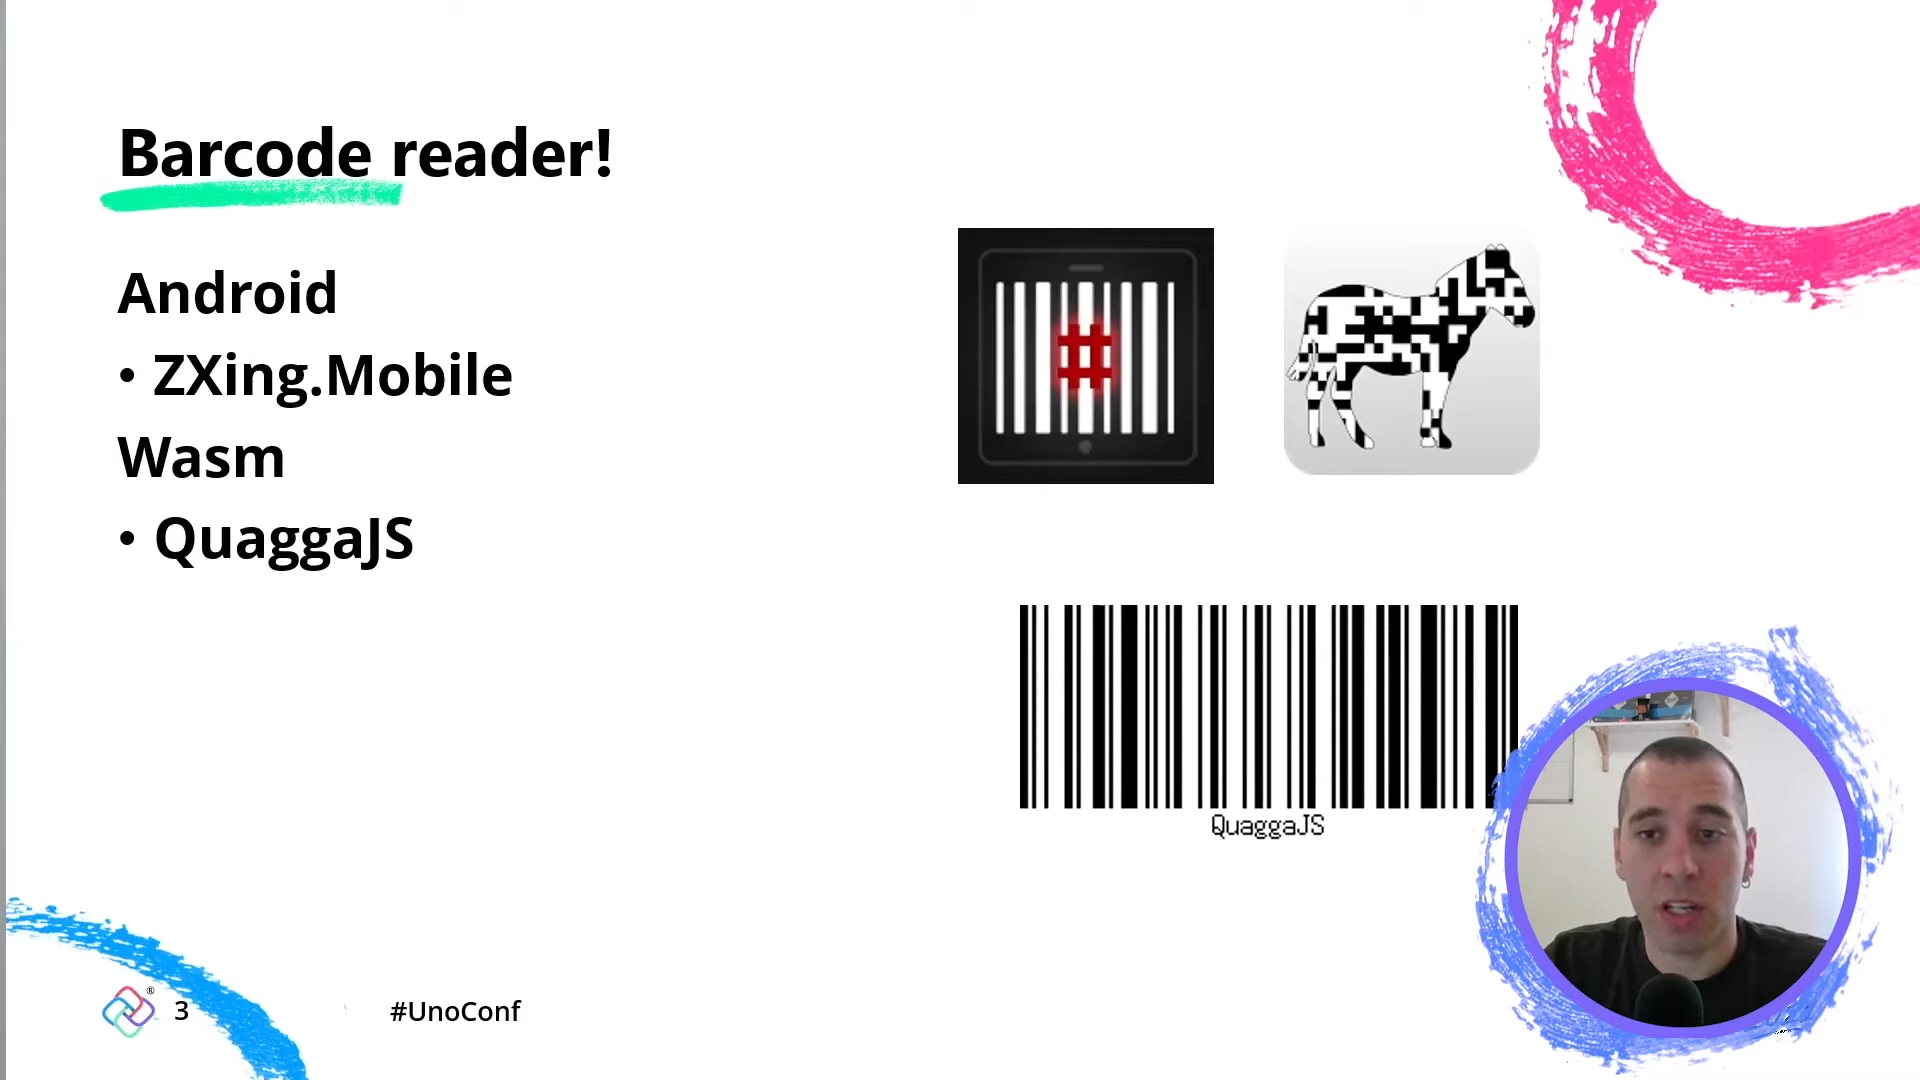 Barcode reader!
Android
• ZXing.Mobile
Wasm
• QuaggaJS
#
QuaggaJS
® 3
#UnoConf